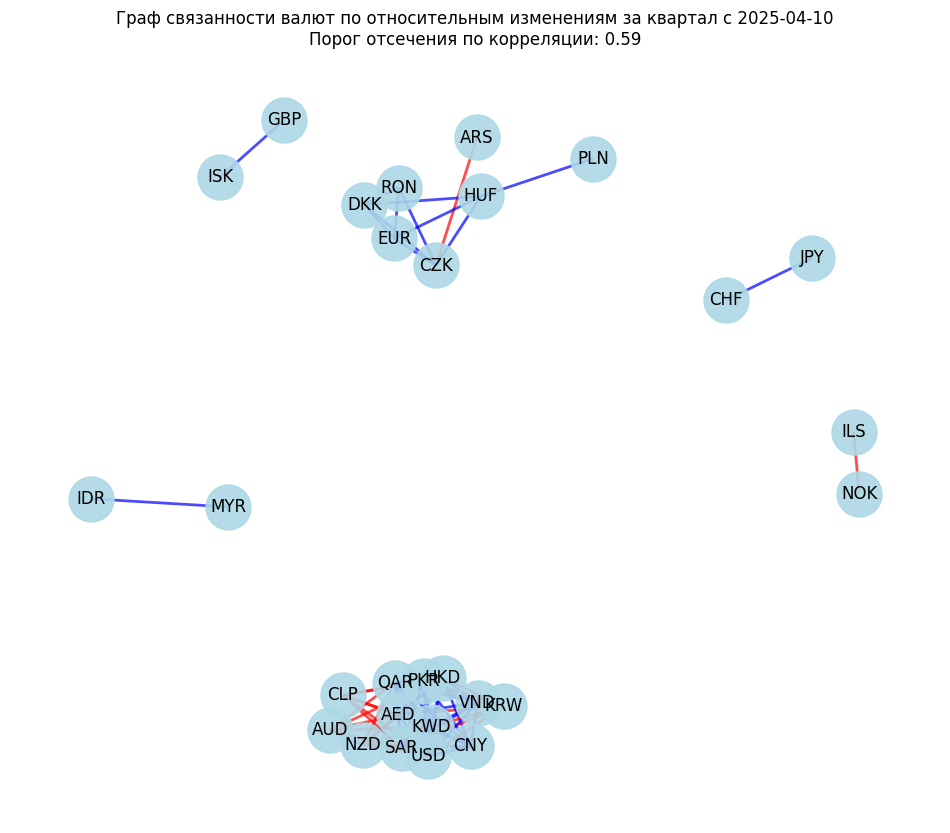 Граф связанности валют по относительным изменениям за квартал с 2025-04-10
Порог отсечения по корреляции: 0.59
GBP
ARS
PLN
ISK
RON
HUF
DKK
EUR
JPY
CZK
CHF
ILS
NOK
IDR
MYR
HKD
PKR
QAR
CLP
VND
KRW
AED
KWD
AUD
NZD
CNY
SAR
USD